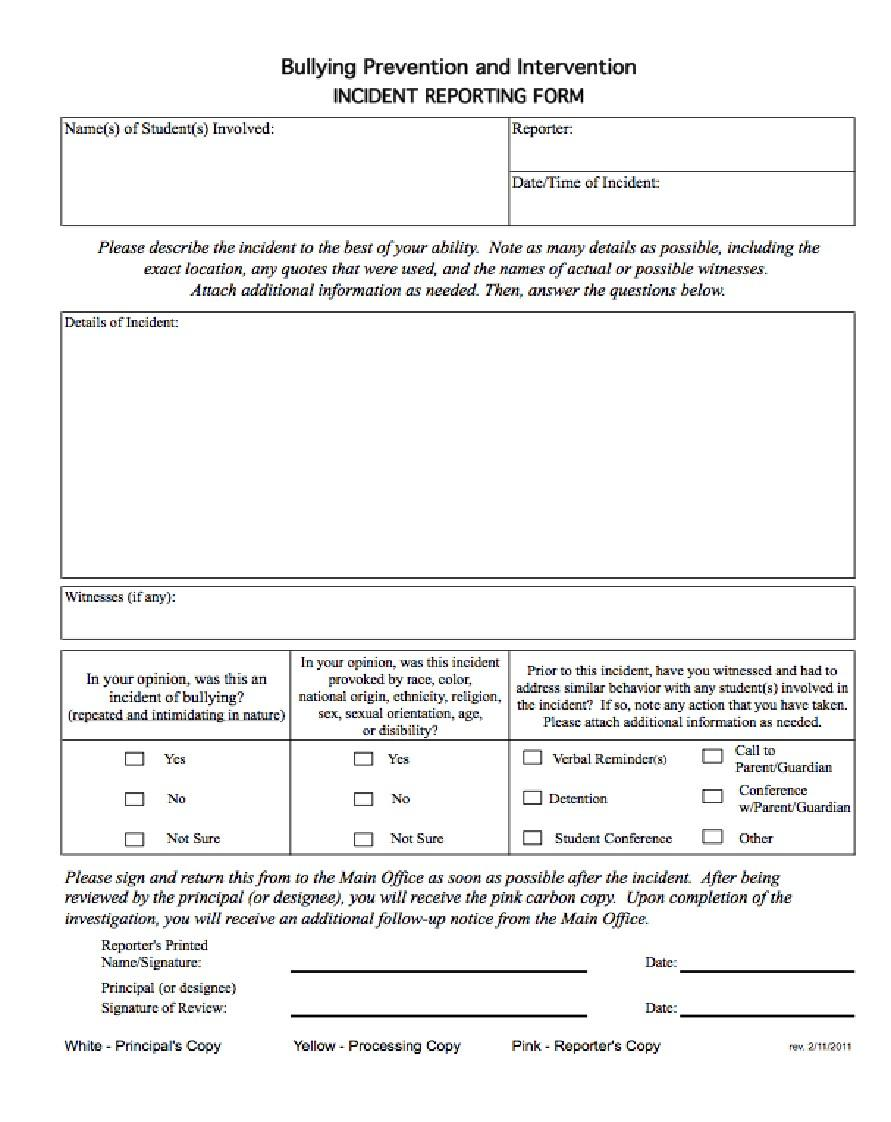 Bullying Prevention and Intervention
INCIDENT REPORTING FORM
Name(s) of Student(s) Involved:
Reporter:
Date/Time of Incident:
Please describe the incident to the best of your ability. Note as many details as possible, including the
exact location, any quotes that were used, and the names of actual or possible witnesses.
Attach additional information as needed. Then, answer the questions below.
Details of Incident:
Witnesses (if any):
In your opinion, was this an
incident of bullying?
(repeated and intimidating in nature)
In your opinion, was this incident
provoked by race, color,
national origin, ethnicity, religion,
sex, sexual orientation, age,
or disibility?
Prior to this incident, have you witnessed and had to
address similar behavior with any student(s) involved in
the incident? If so, note any action that you have taken.
Please attach additional information as needed.
Yes
No
Not Sure
Yes
No
Not Sure
Verbal Reminder(s)
Detention
Student Conference
Call to
Parent/Guardian
Conference
w/Parent/Guardian
Other
Please sign and return this from to the Main Office as soon as possible after the incident. After being
reviewed by the principal (or designee), you will receive the pink carbon copy. Upon completion of the
investigation, you will receive an additional follow-up notice from the Main Office.
Reporter's Printed
Name/Signature:
Date:
Principal (or designee)
Signature of Review:
Date:
White - Principal's Copy
Yellow - Processing Copy
Pink - Reporter's Copy
rev. 2/11/2011